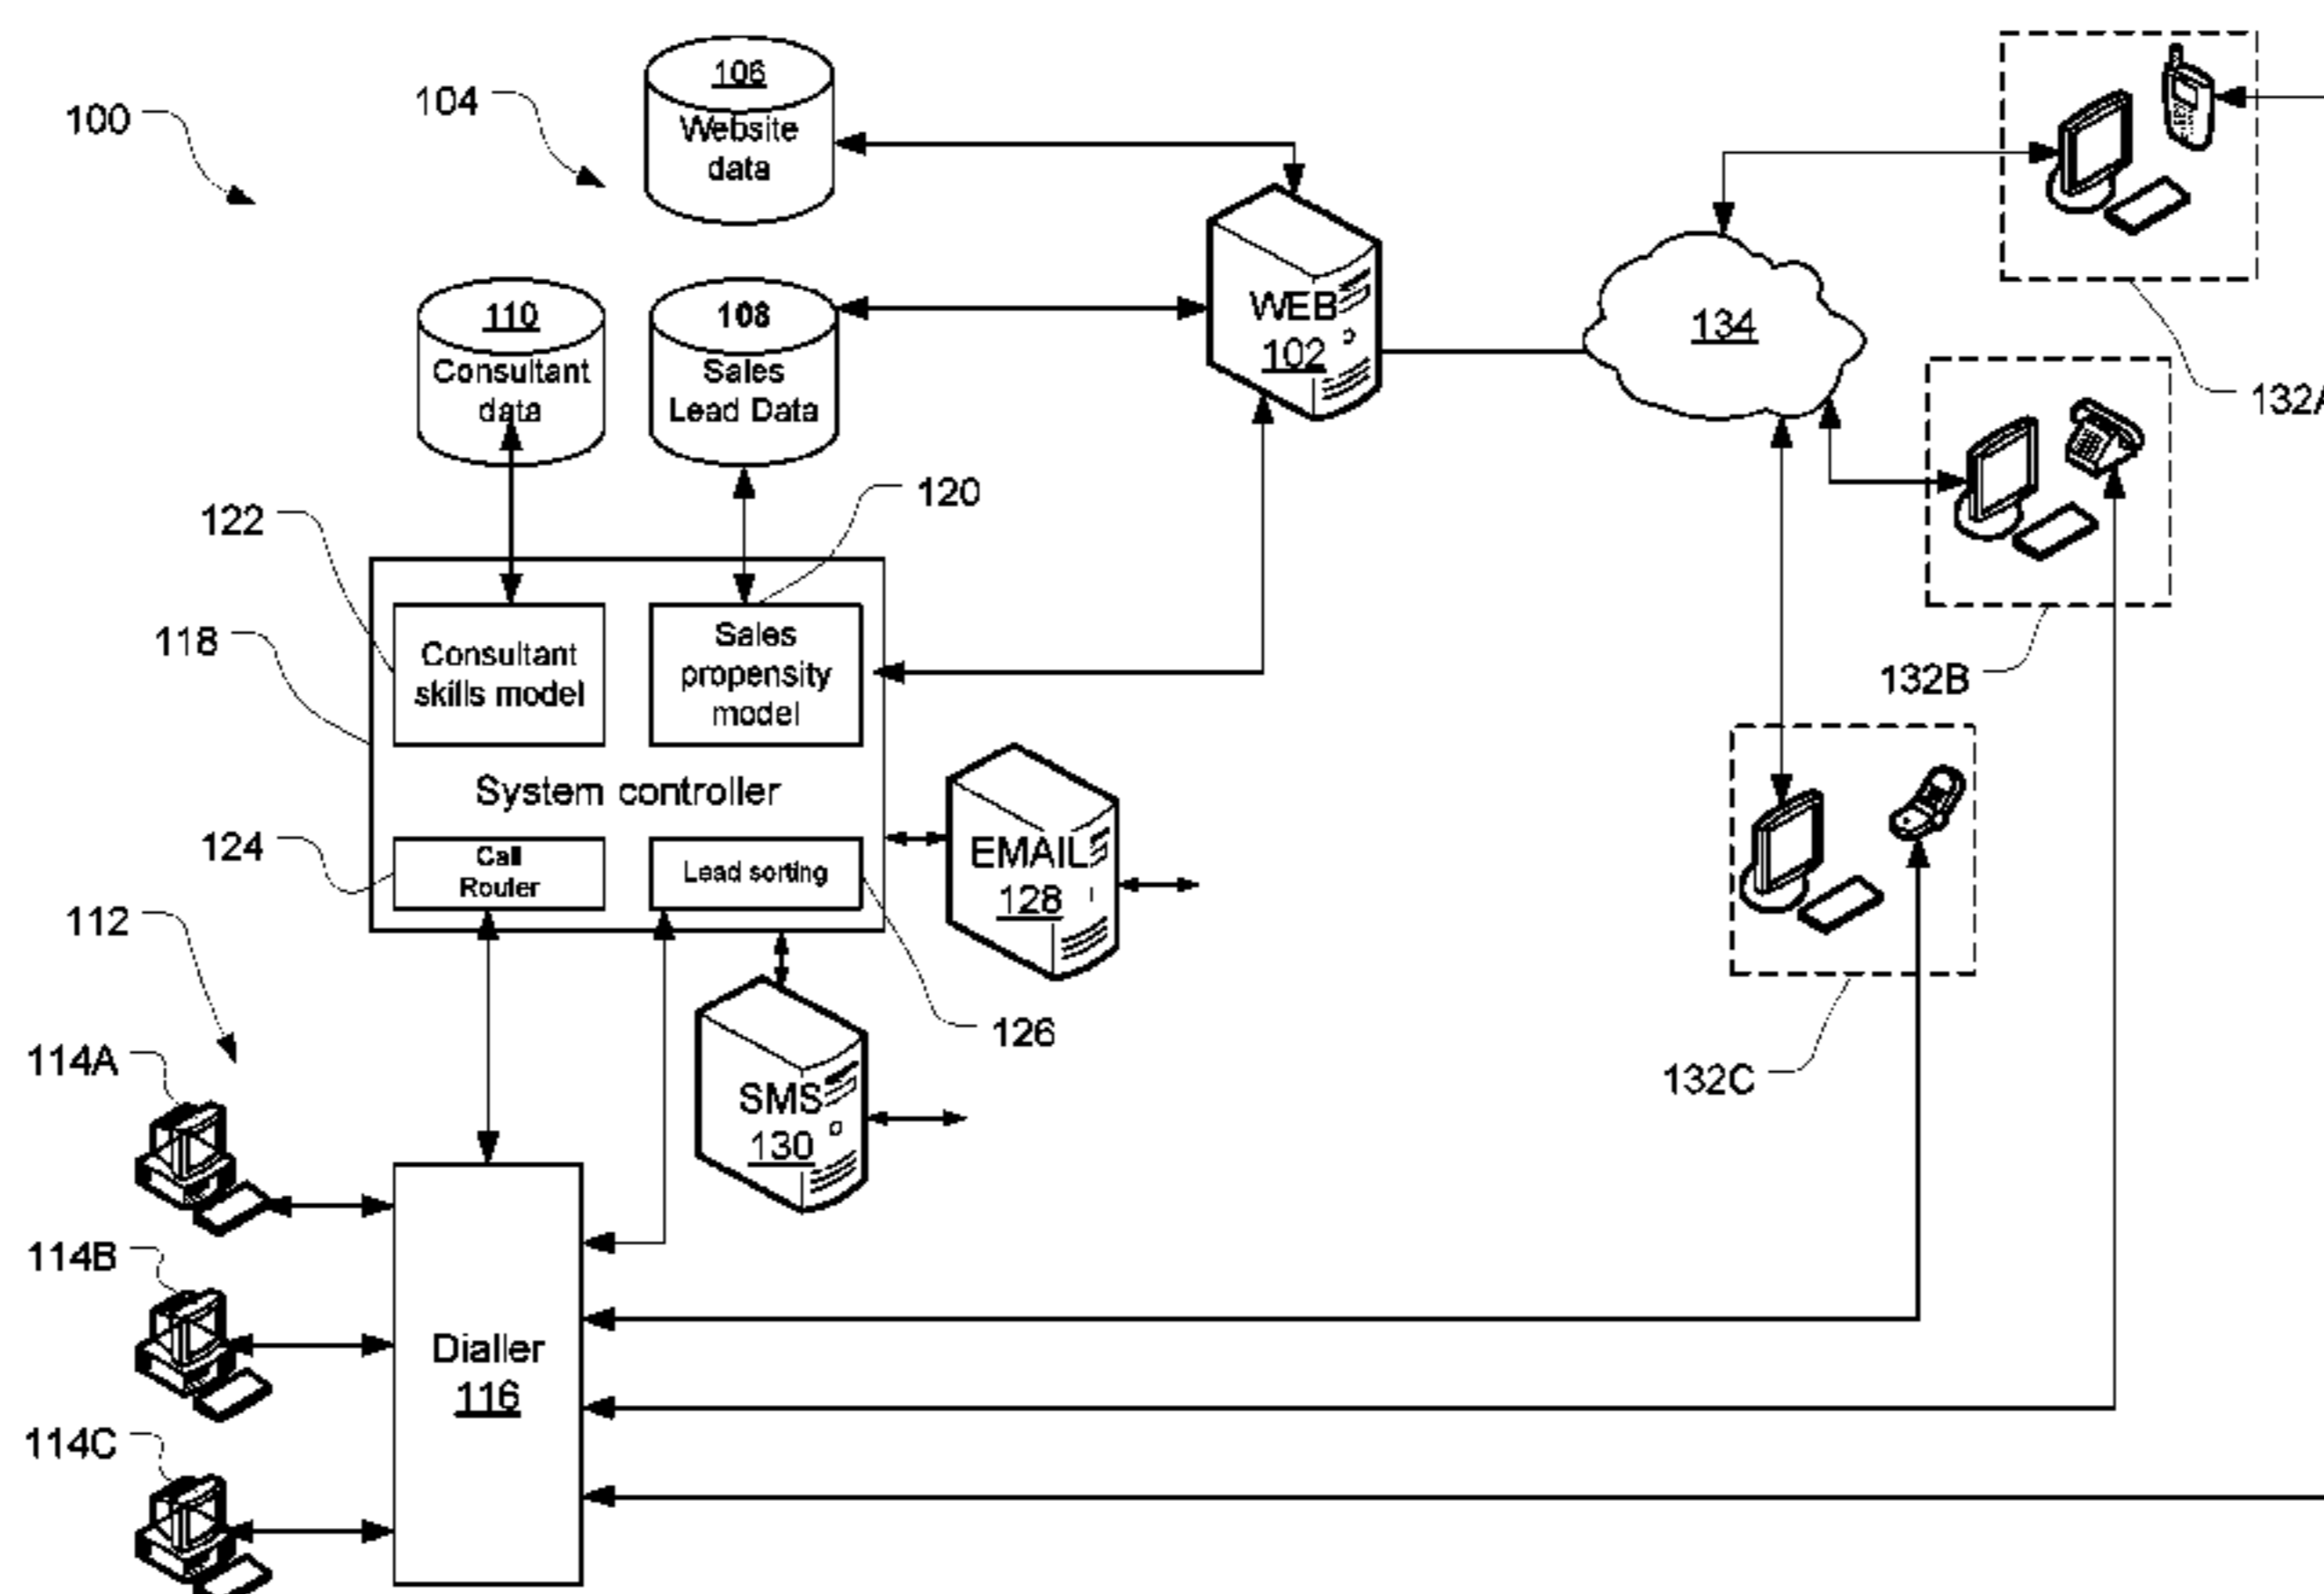 100
104
106
Website
data
110
Consultant
data
108
Sales
Lead Data
WEB
102
134
132A
132B
132C
122
120
118
Consultant
skills model
Sales
propensity
model
System controller
124
Call
Router
Lead sorting
EMAIL
128
126
SMS
130
112
114A
114B
114C
Dialler
116